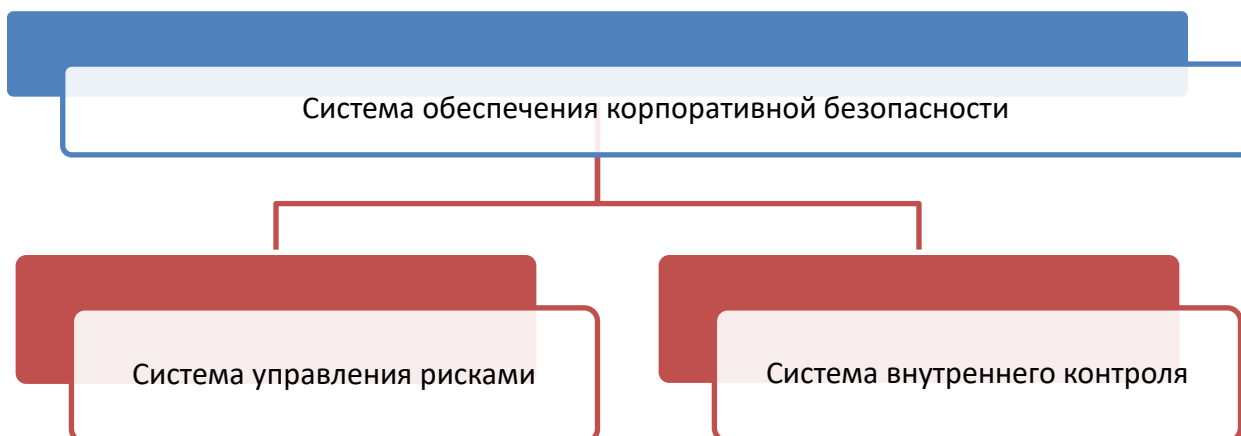 Система обеспечения корпоративной безопасности
Система управления рисками
Система внутреннего контроля